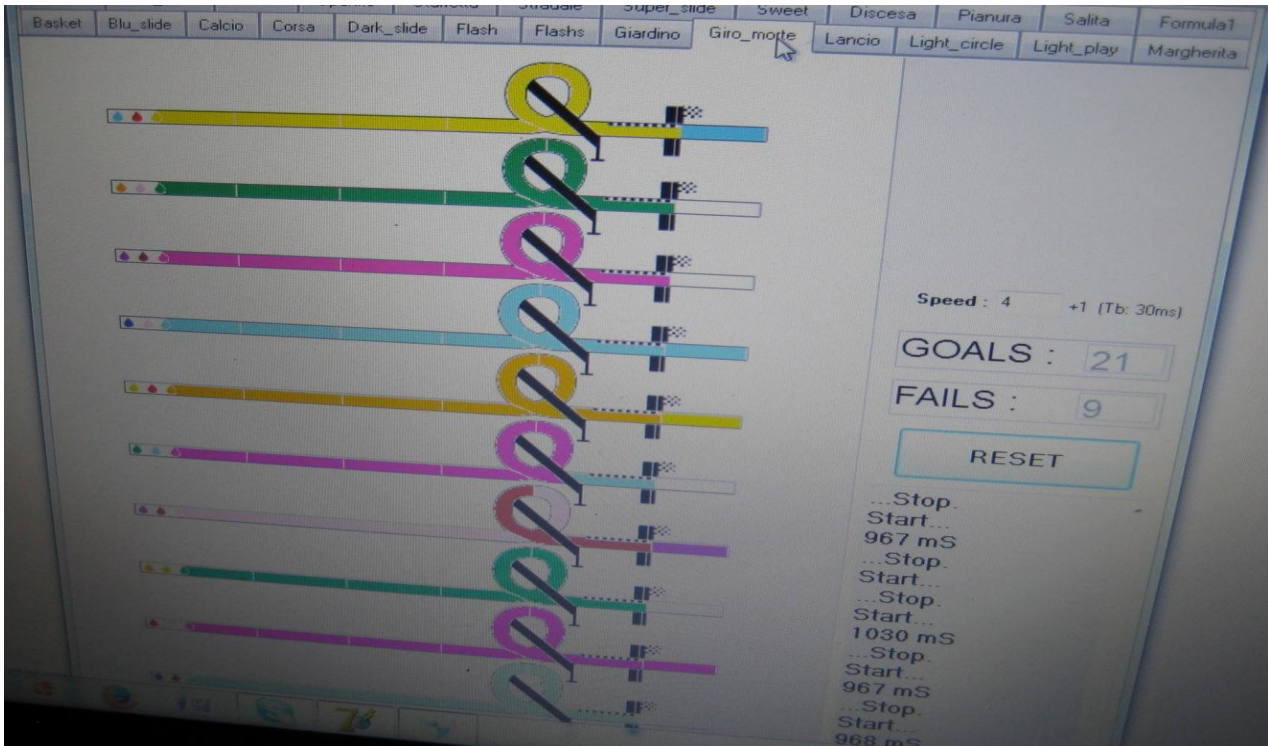 Super_slide Sweet Discesa Pianura Salita Formula1
Basket Blu_slide Calcio Corsa Dark_slide Flash Flashs Giardino Giro_morte Lancio Light_circle Light_play Margherita
Speed : 4 +1 (Tb: 30ms)
GOALS : 21
FAILS : 9
RESET
...Stop.
Start...
967 mS
...Stop.
Start...
...Stop.
Start...
1030 mS
...Stop.
Start...
967 mS
...Stop.
Start...
968 mS